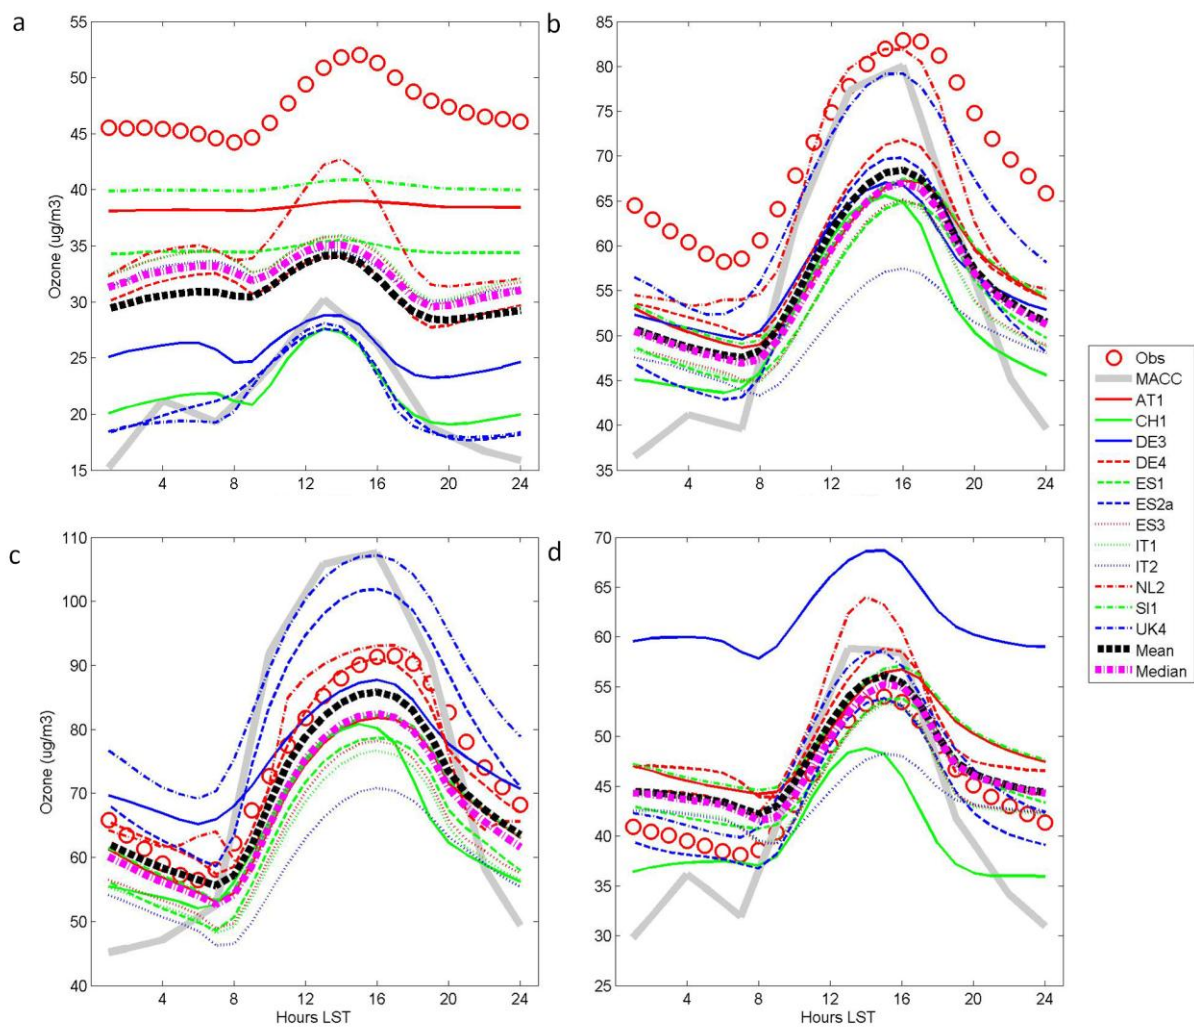 a
55
50
45
40
35
30
25
20
15
Ozone (ug/m3)
4 8 12 16 20 24
b
85
80
75
70
65
60
55
50
45
40
35
4 8 12 16 20 24
Hours LST
c
110
100
90
80
70
60
50
40
Ozone (ug/m3)
4 8 12 16 20 24
Hours LST
d
70
65
60
55
50
45
40
35
30
25
4 8 12 16 20 24
Hours LST
Obs
MACC
AT1
CH1
DE3
DE4
ES1
ES2a
ES3
IT1
IT2
NL2
SI1
UK4
Mean
Median